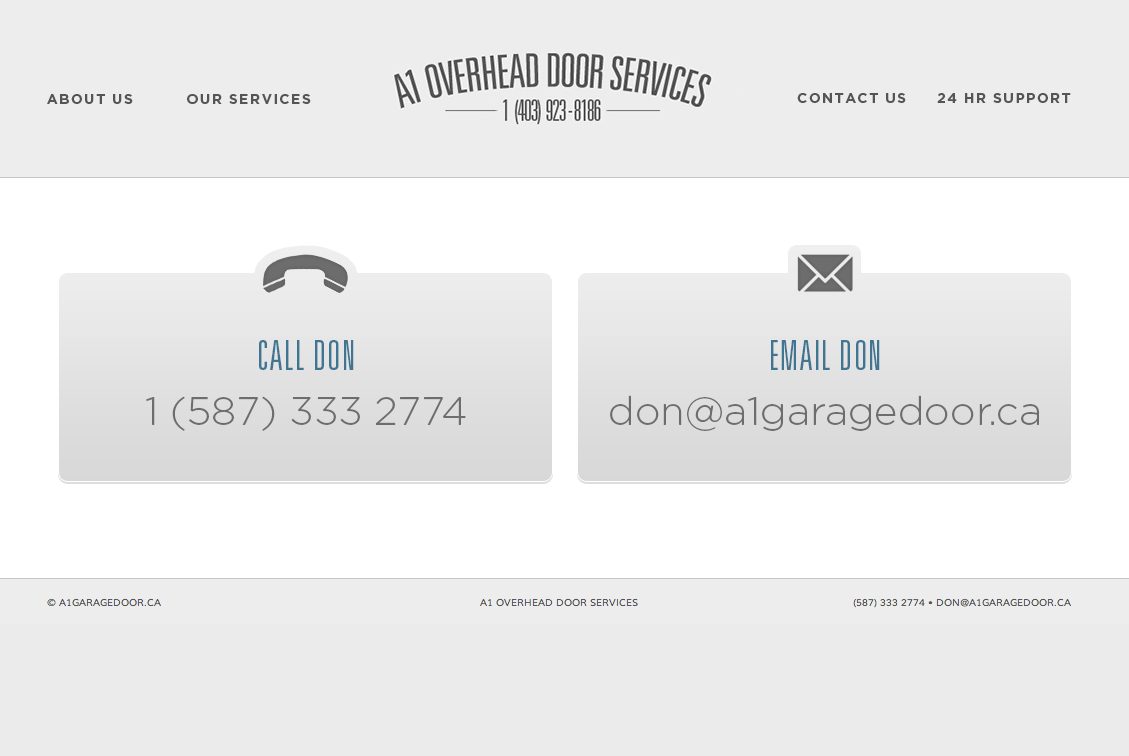 ABOUT US
OUR SERVICES
A1 OVERHEAD DOOR SERVICES
1 (403) 923-8186
CONTACT US
24 HR SUPPORT
CALL DON
1 (587) 333 2774
EMAIL DON
don@a1garagedoor.ca
© A1GARAGEDOOR.CA
A1 OVERHEAD DOOR SERVICES
(587) 333 2774 • DON@A1GARAGEDOOR.CA